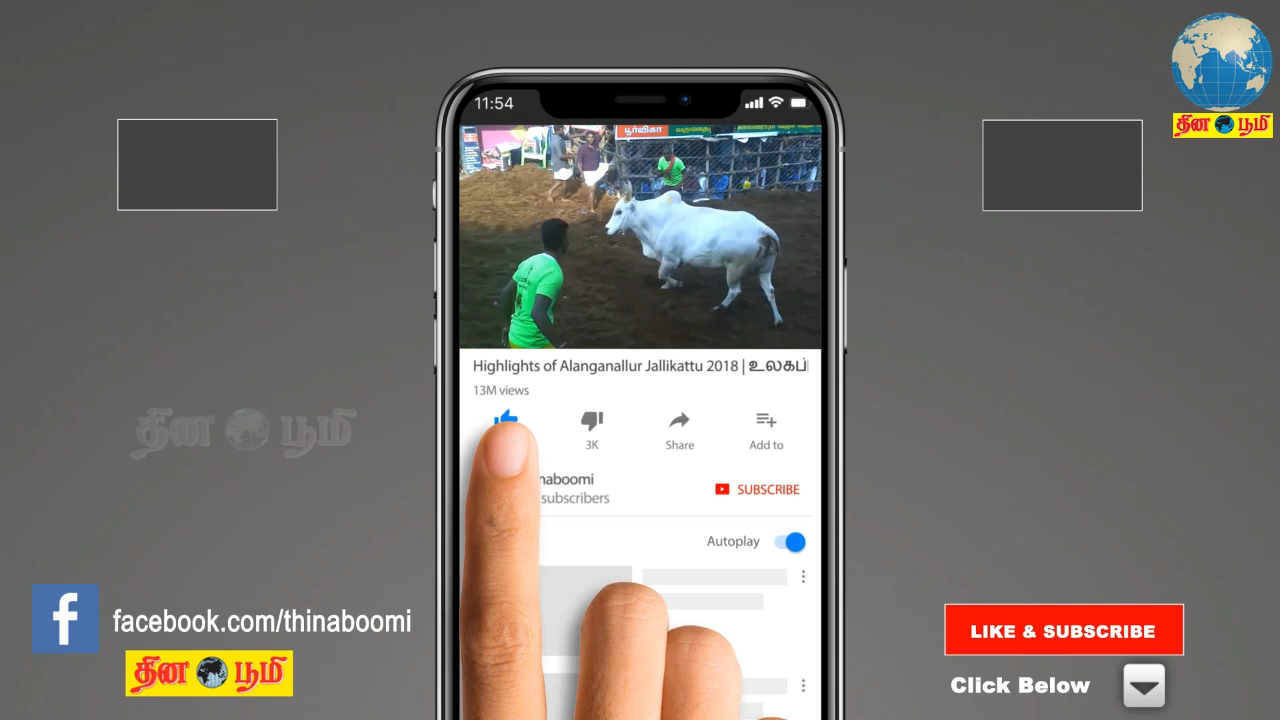 தின பூமி
11:54
பூர்விகா
Highlights of Alanganallur Jallikattu 2018 | உலகப்
13M views
3K
Share
Add to
naboomi
subscribers
SUBSCRIBE
Autoplay
தின பூமி
facebook.com/thinaboomi
தின பூமி
LIKE & SUBSCRIBE
Click Below